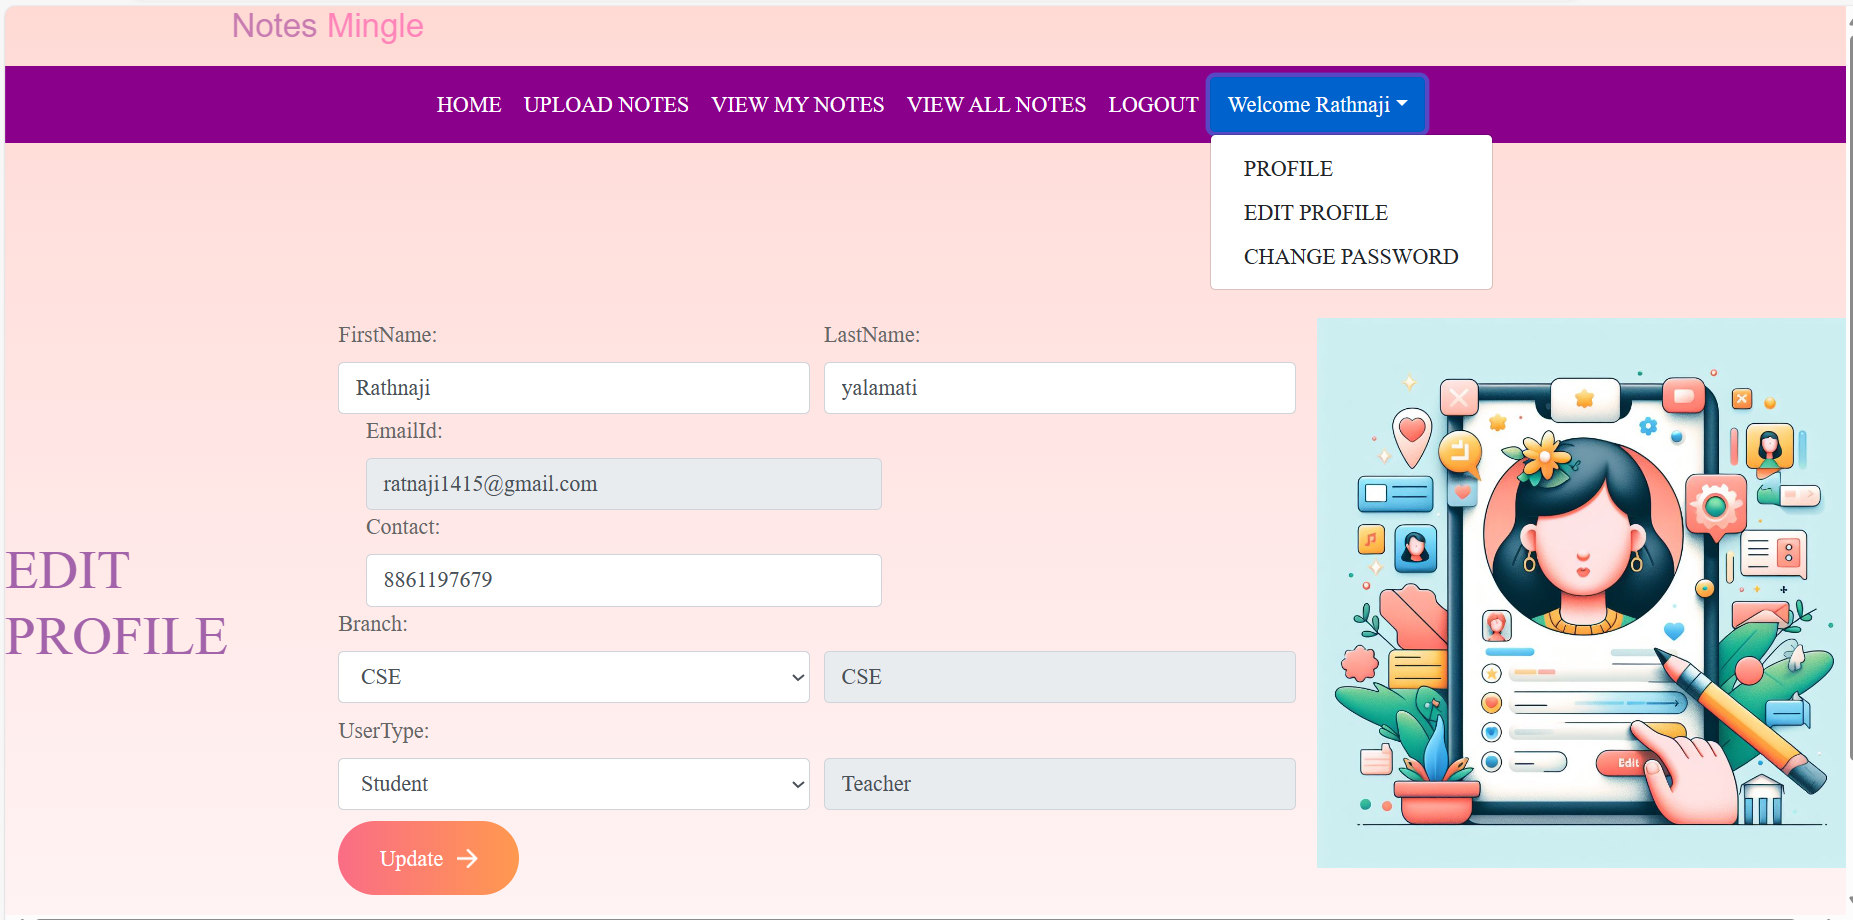 Notes Mingle
HOME UPLOAD NOTES VIEW MY NOTES VIEW ALL NOTES LOGOUT Welcome Rathnaji
PROFILE
EDIT PROFILE
CHANGE PASSWORD
EDIT
PROFILE
FirstName: LastName:
Rathnaji yalamati
EmailId:
ratnaji1415@gmail.com
Contact:
8861197679
Branch:
CSE CSE
UserType:
Student Teacher
Update
Edit